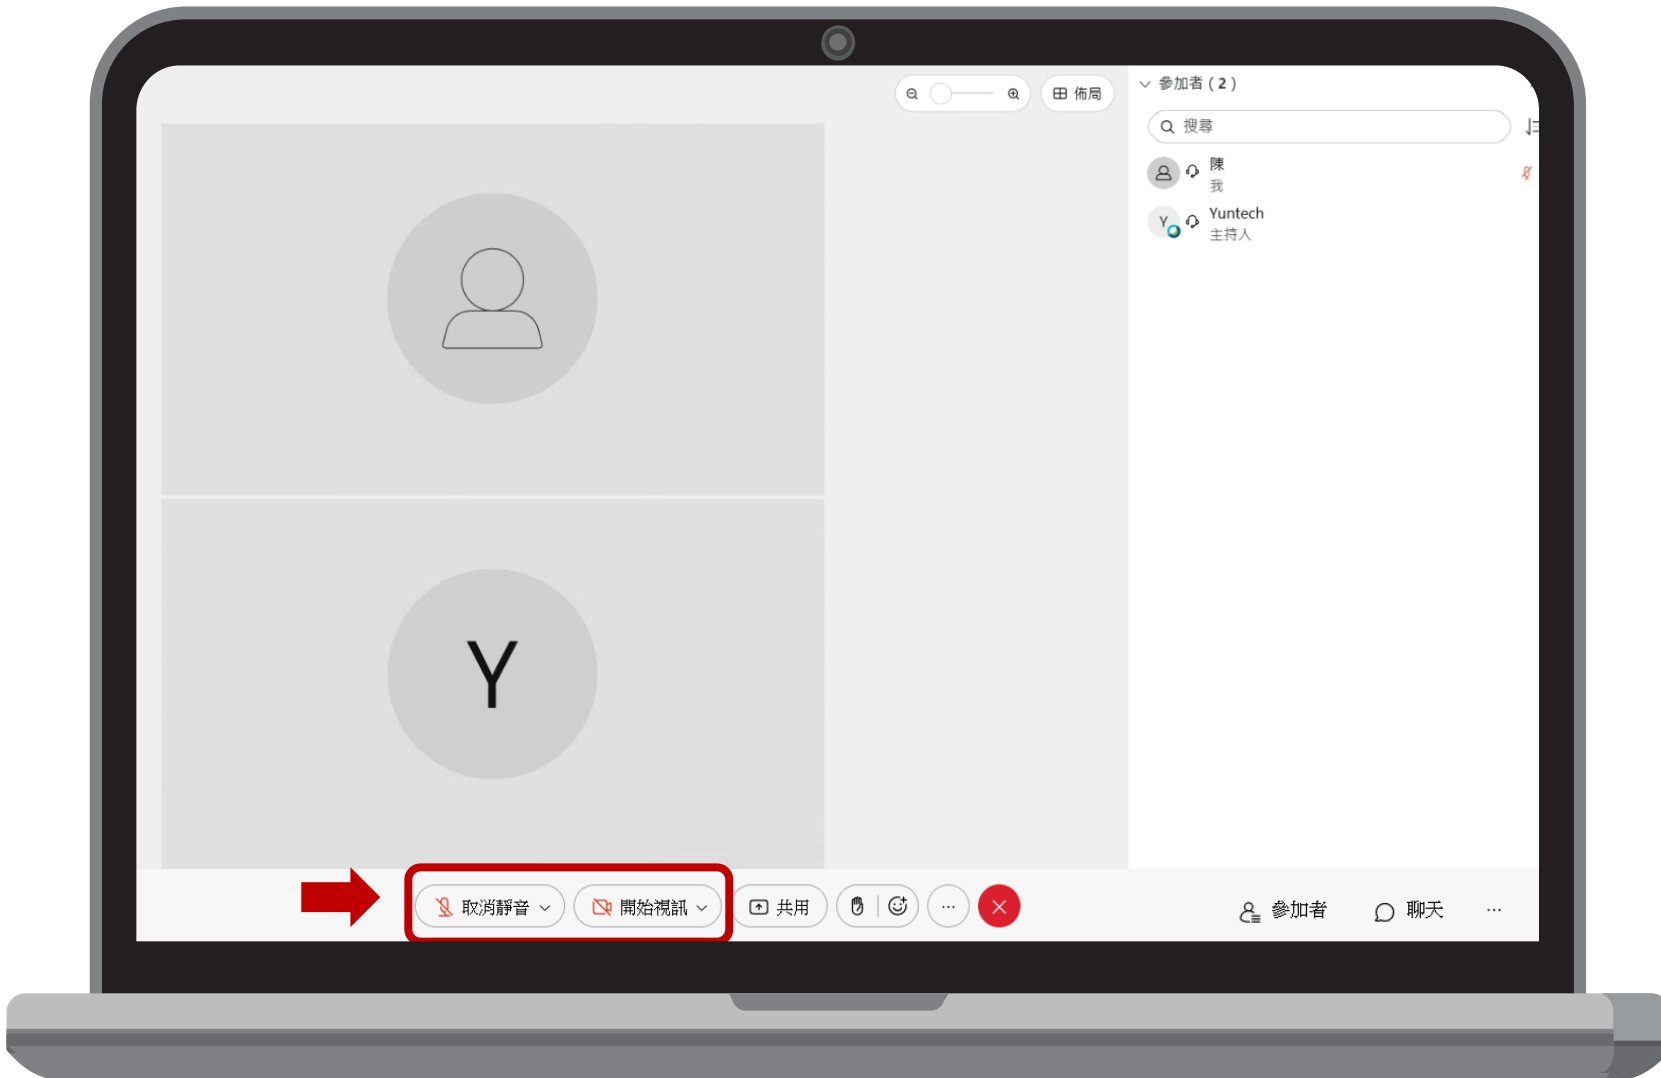 佈局
參加者 ( 2 )
搜尋
陳
我
Y
Yuntech
主持人
Y
取消靜音
開始視訊
共用
參加者
聊天